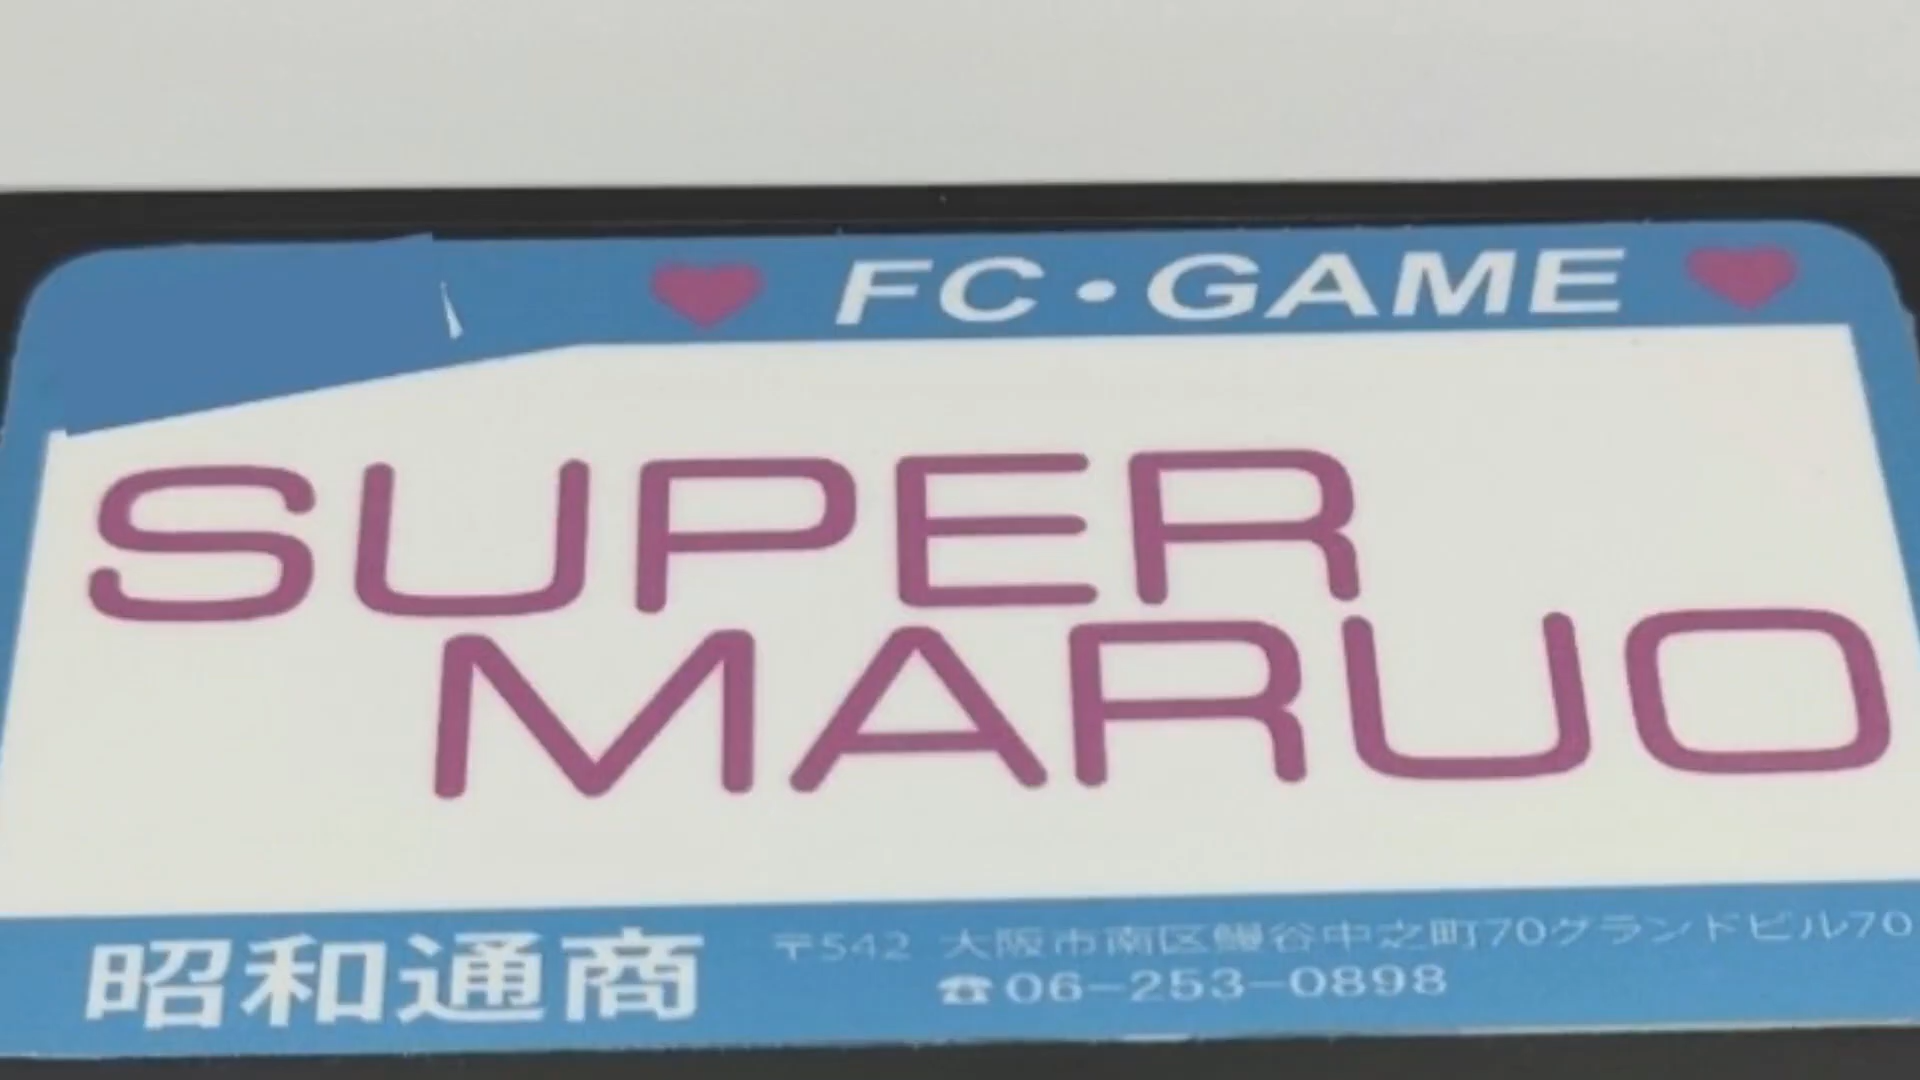 ♥ FC・GAME ♥
SUPER
MARUO
昭和通商
〒542 大阪市南区鰻谷中之町70グランドビル70
☎06-253-0898